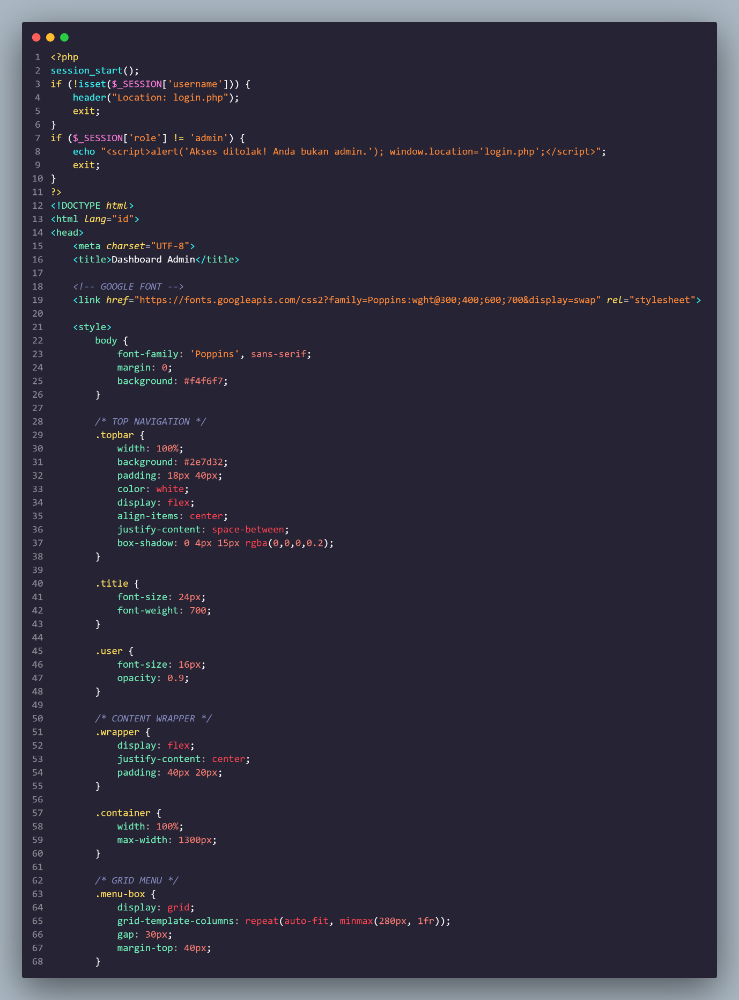 1 <?php
2 session_start();
3 if (!isset($_SESSION['username'])) {
4     header("Location: login.php");
5     exit;
6 }
7 if ($_SESSION['role'] != 'admin') {
8     echo "<script>alert('Akses ditolak! Anda bukan admin.'); window.location='login.php';</script>";
9     exit;
10 }
11 ?>
12 <!DOCTYPE html>
13 <html lang="id">
14 <head>
15     <meta charset="UTF-8">
16     <title>Dashboard Admin</title>
17
18     <!-- GOOGLE FONT -->
19     <link href="https://fonts.googleapis.com/css2?family=Poppins:wght@300;400;600;700&display=swap" rel="stylesheet">
20
21     <style>
22         body {
23             font-family: 'Poppins', sans-serif;
24             margin: 0;
25             background: #f4f6f7;
26         }
27
28         /* TOP NAVIGATION */
29         .topbar {
30             width: 100%;
31             background: #2e7d32;
32             padding: 18px 40px;
33             color: white;
34             display: flex;
35             align-items: center;
36             justify-content: space-between;
37             box-shadow: 0 4px 15px rgba(0,0,0,0.2);
38         }
39
40         .title {
41             font-size: 24px;
42             font-weight: 700;
43         }
44
45         .user {
46             font-size: 16px;
47             opacity: 0.9;
48         }
49
50         /* CONTENT WRAPPER */
51         .wrapper {
52             display: flex;
53             justify-content: center;
54             padding: 40px 20px;
55         }
56
57         .container {
58             width: 100%;
59             max-width: 1300px;
60         }
61
62         /* GRID MENU */
63         .menu-box {
64             display: grid;
65             grid-template-columns: repeat(auto-fit, minmax(280px, 1fr));
66             gap: 30px;
67             margin-top: 40px;
68         }